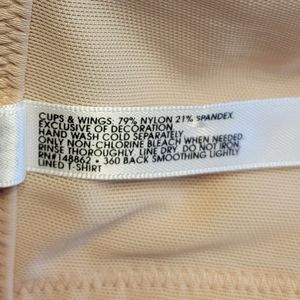 CUPS & WINGS: 79% NYLON 21% SPANDEX
EXCLUSIVE OF DECORATION
HAND WASH COLD SEPARATELY
ONLY NON-CHLORINE BLEACH WHEN NEEDED.
RINSE THOROUGHLY. LINE DRY. DO NOT IRON.
RN#148862 • 360 BACK SMOOTHING LIGHTLY
LINED T-SHIRT